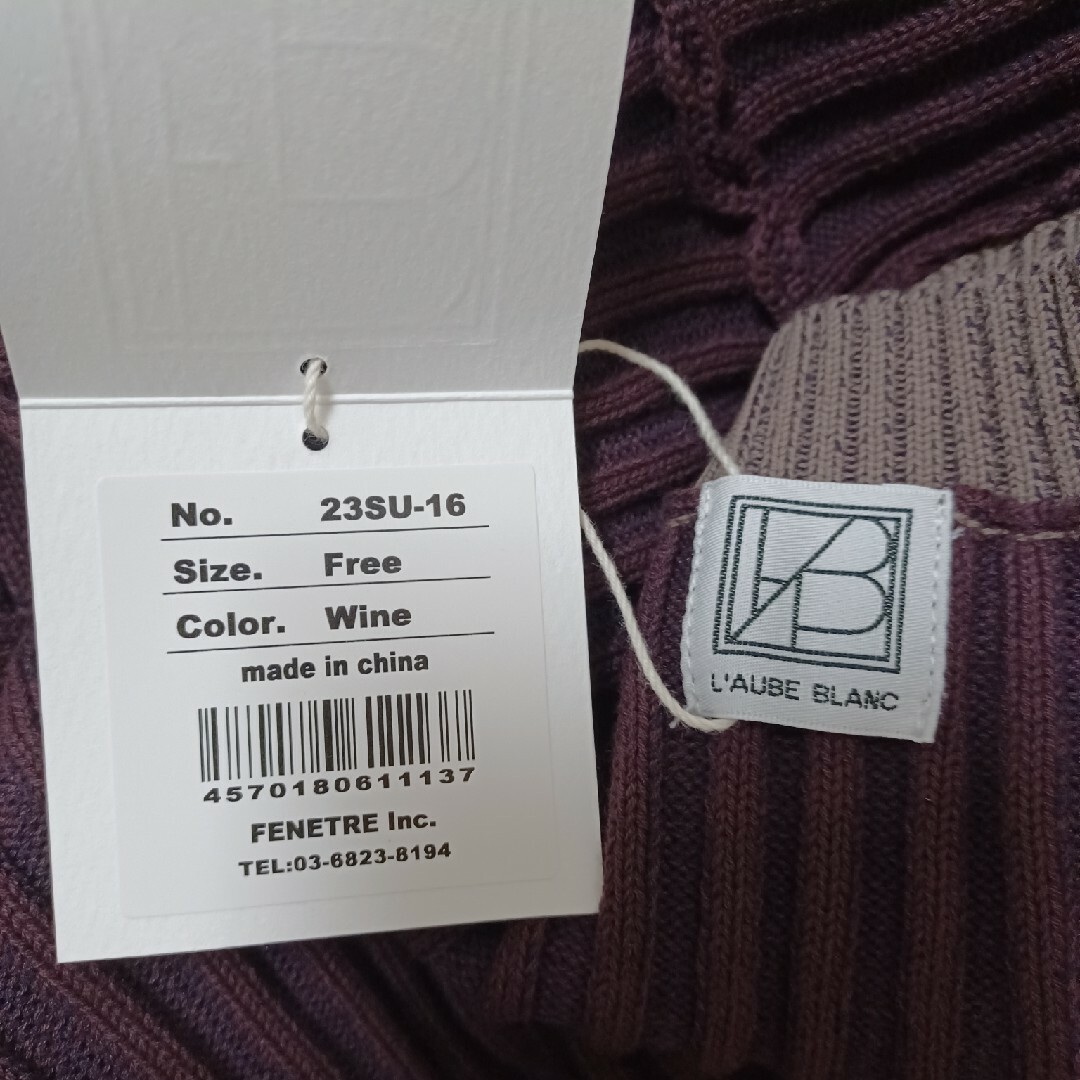 No. 23SU-16
Size. Free
Color. Wine
made in china
4570180611137
FENETRE Inc.
TEL:03-6823-8194
L'AUBE BLANC